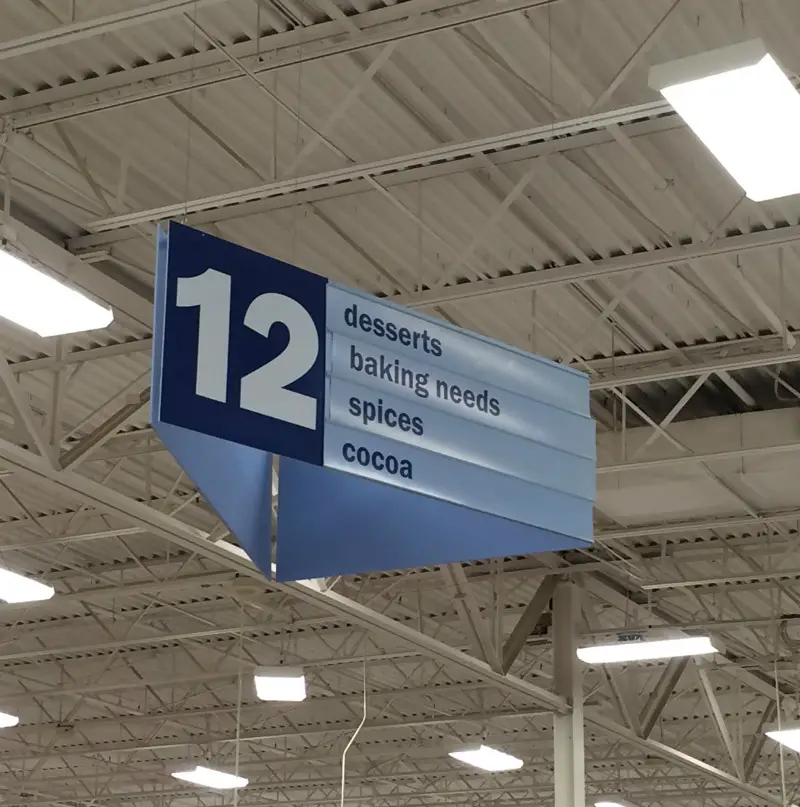 12
desserts
baking needs
spices
cocoa